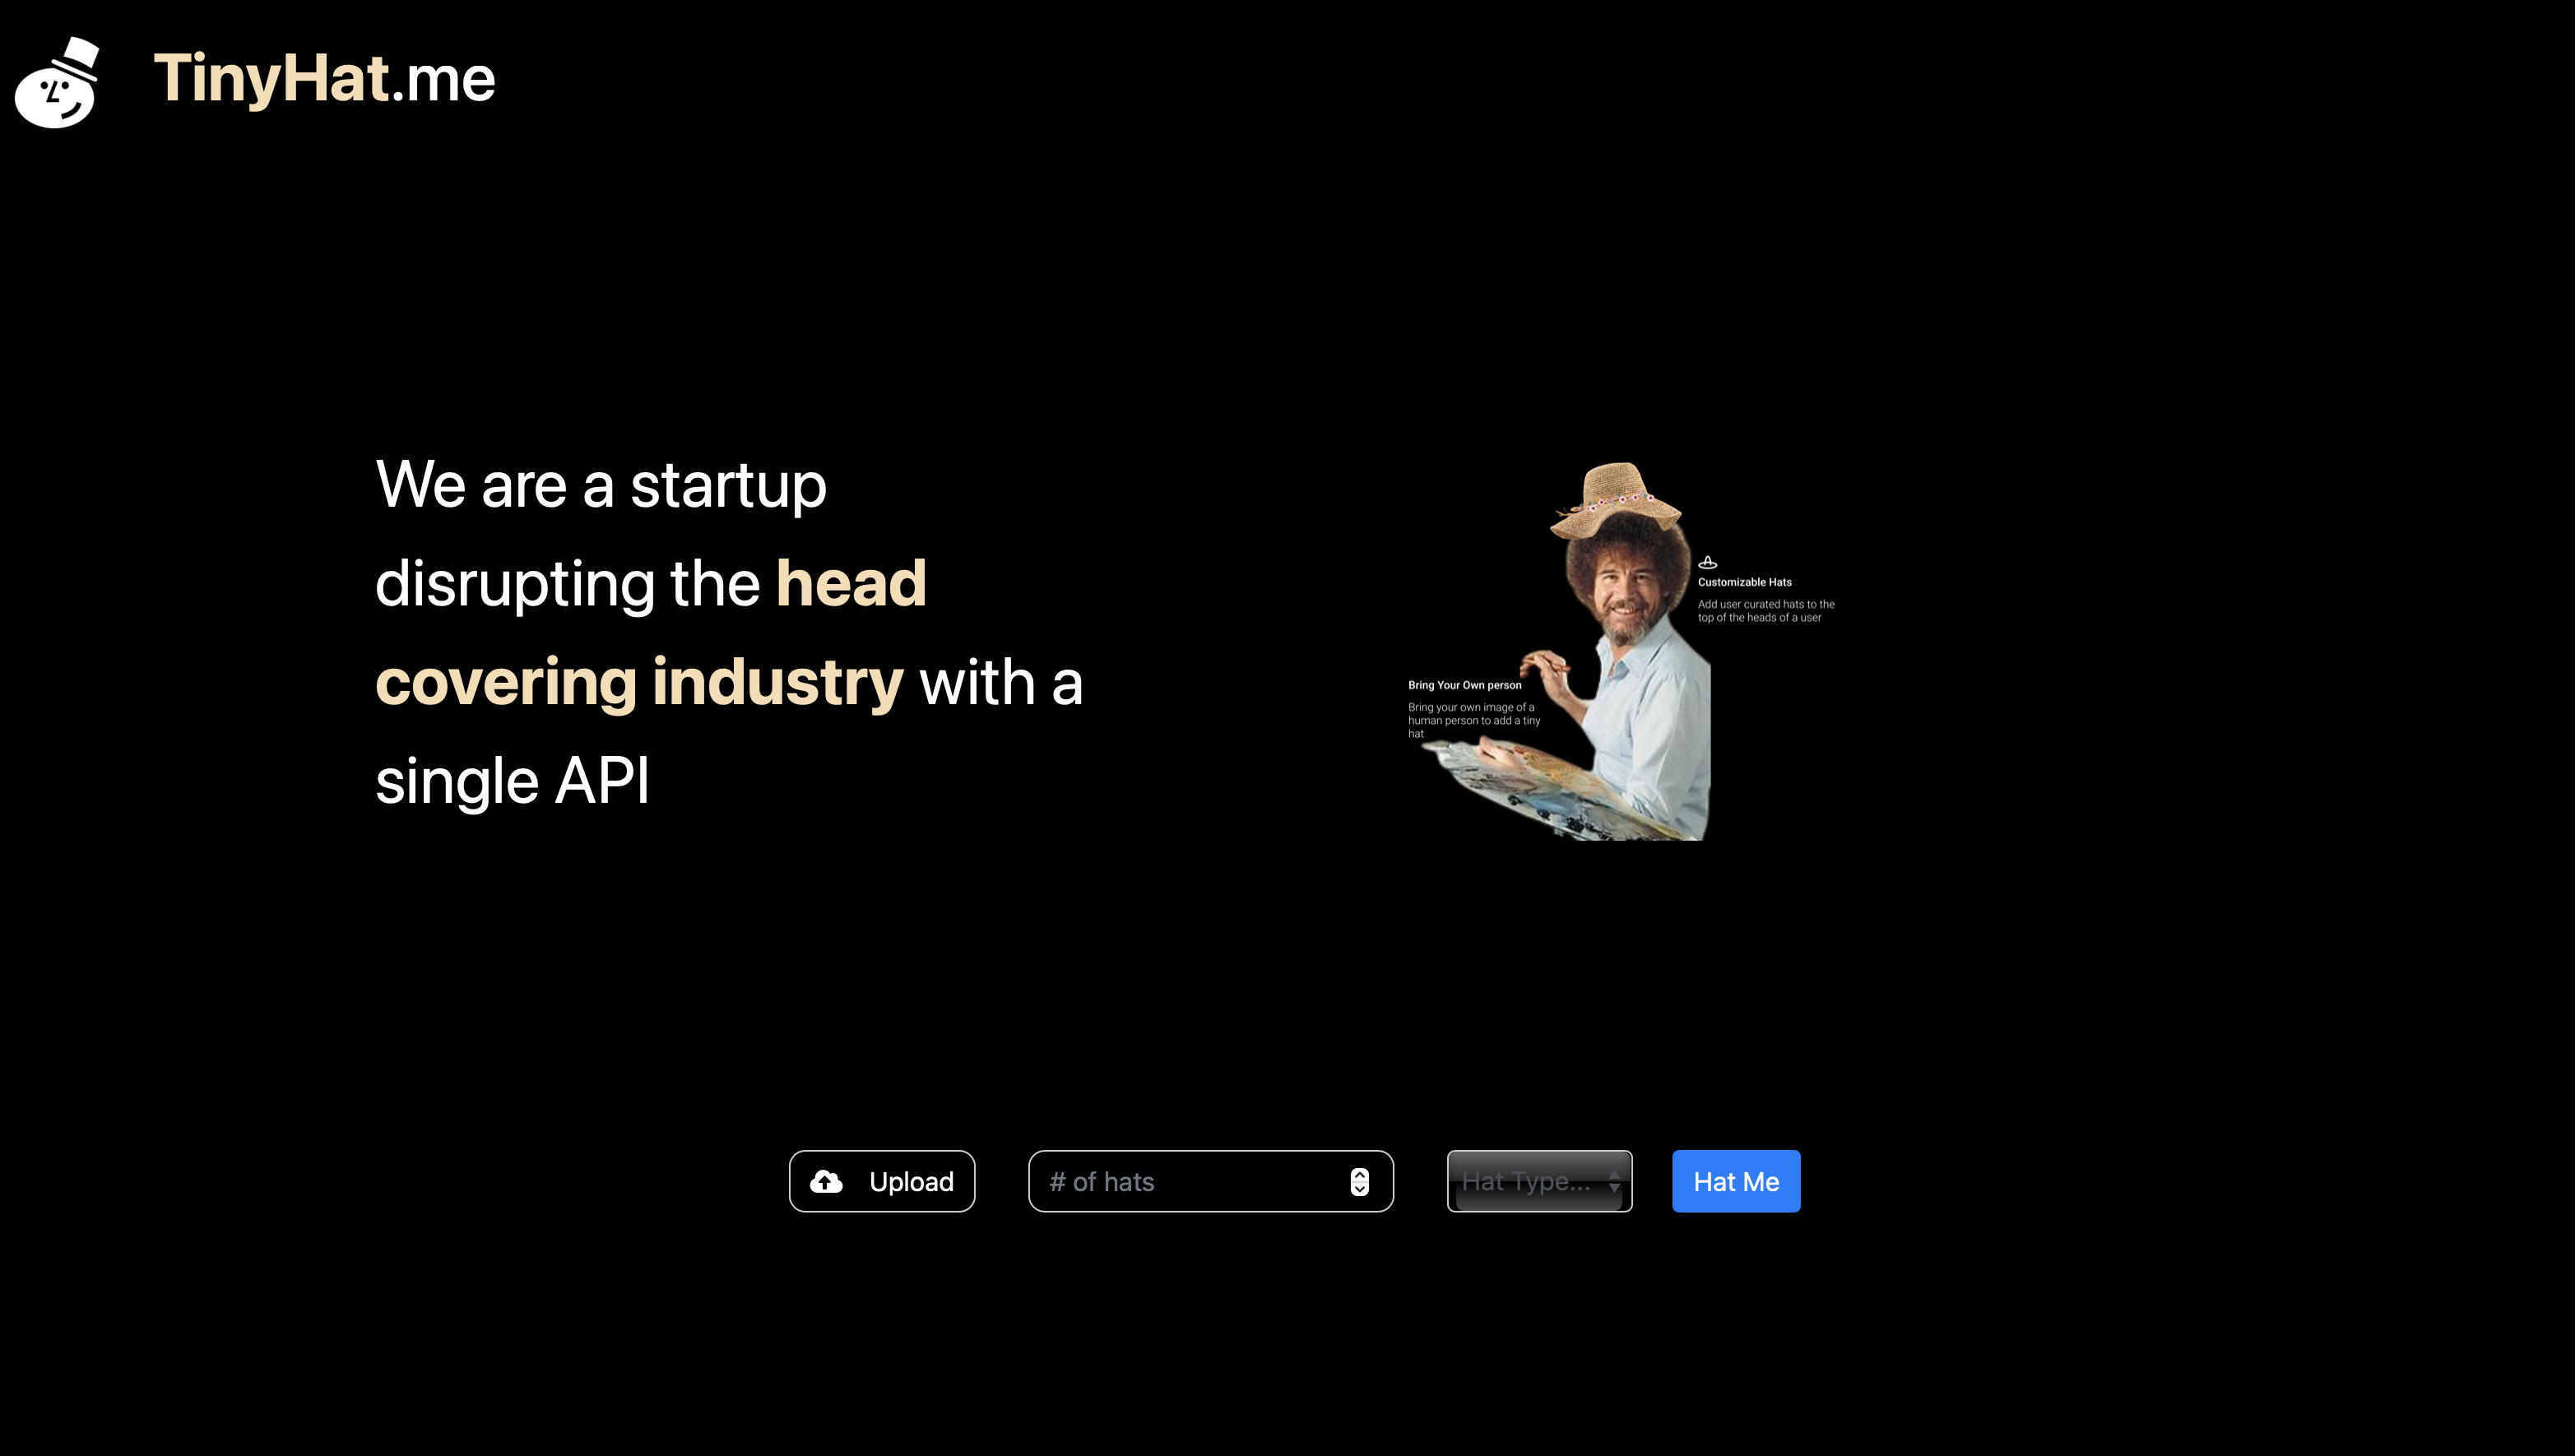 TinyHat.me
We are a startup
disrupting the head
covering industry with a
single API
Customizable Hats
Add user curated hats to the
top of the heads of a user
Bring Your Own person
Bring your own image of a
human person to add a tiny
hat
Upload
# of hats
Hat Type...
Hat Me